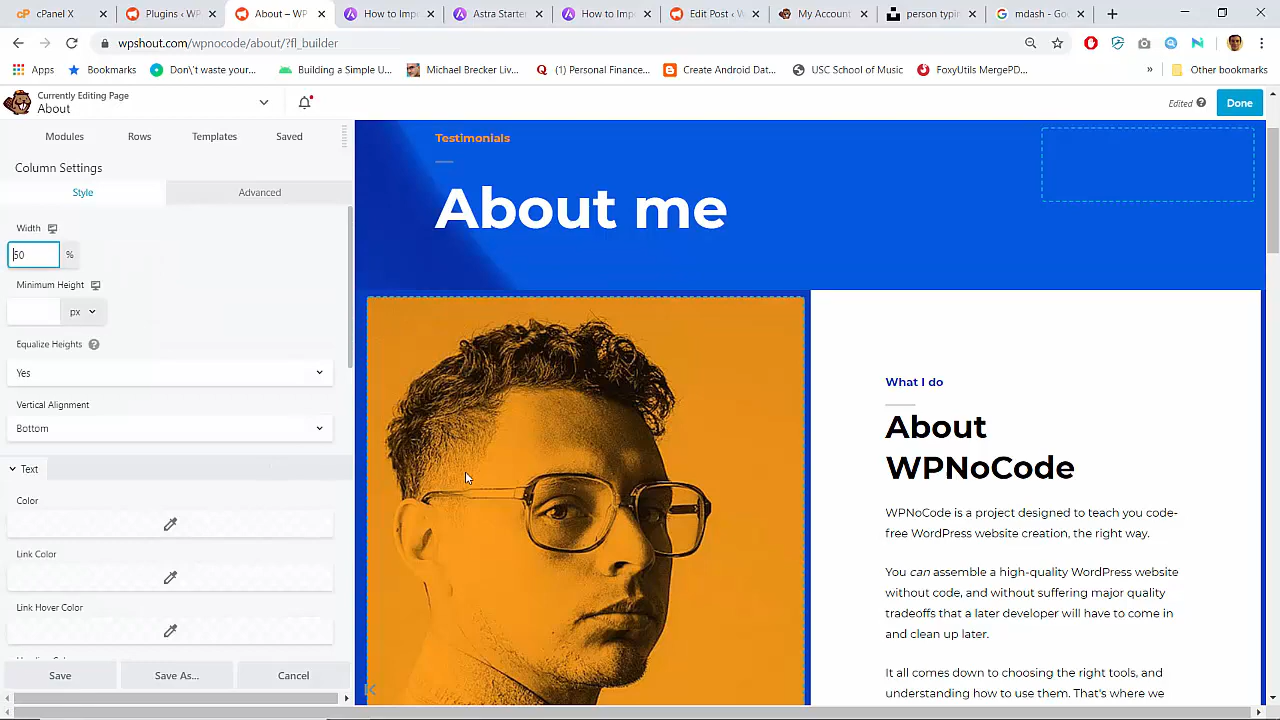 cPanel X
Plugins ‹ WP
About – WP
How to Impo
Astra Starte
How to Impo
Edit Post ‹ W
My Account
person typin
mdash - Goo
wpshout.com/wpnocode/about/?fl_builder
Apps
Bookmarks
Don\'t waste your...
Building a Simple U...
Michael Breitner Liv...
(1) Personal Finance...
Create Android Dat...
USC School of Music
FoxyUtils MergePD...
»
Other bookmarks
Currently Editing Page
About
Edited
Done
Modules
Rows
Templates
Saved
Column Settings
Style
Advanced
Width
50
%
Minimum Height
px
Equalize Heights
Yes
Vertical Alignment
Bottom
Text
Color
Link Color
Link Hover Color
Save
Save As...
Cancel
Testimonials
About me
What I do
About
WPNoCode
WPNoCode is a project designed to teach you code-
free WordPress website creation, the right way.
You can assemble a high-quality WordPress website
without code, and without suffering major quality
tradeoffs that a later developer will have to come in
and clean up later.
It all comes down to choosing the right tools, and
understanding how to use them. That's where we